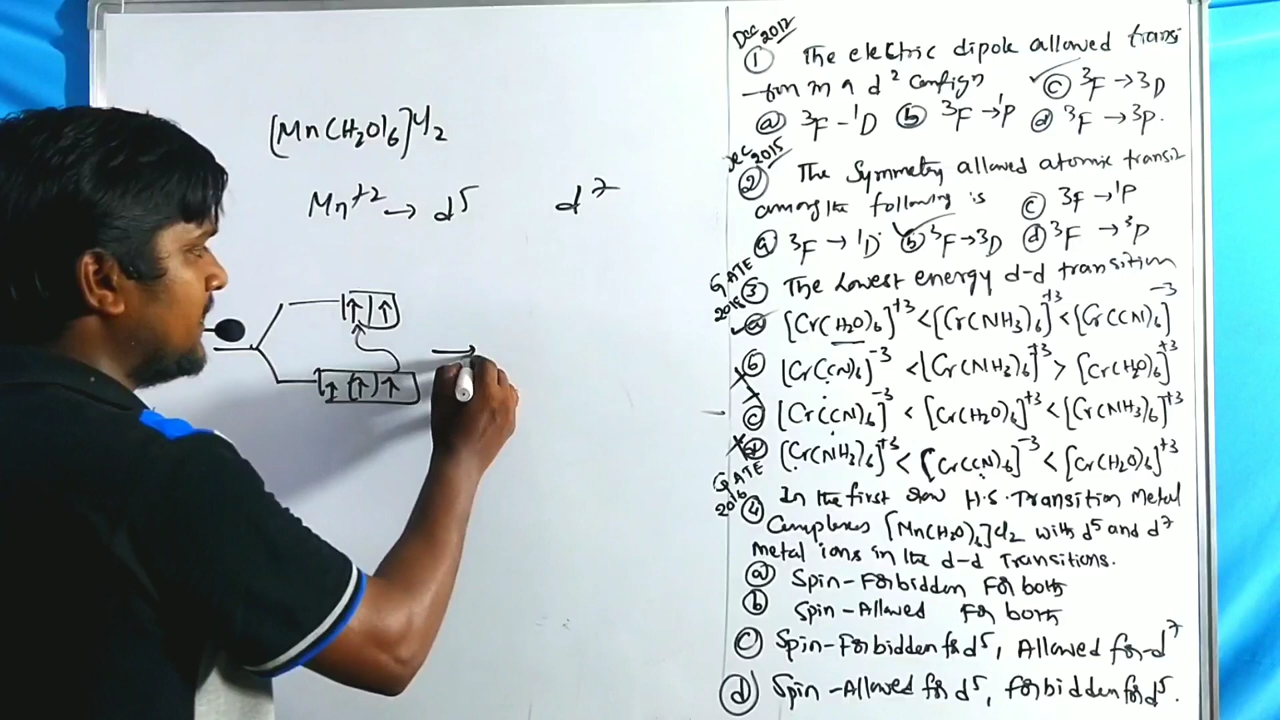 [Mn(H2O)6]Cl2
Mn+2 → d5 d7
Dec 2012
① The electric dipole allowed transi
-tion in a d2 config ⓒ 3F → 3D
ⓐ 3F - 1D ⓑ 3F → 1P ⓓ 3F → 3P.
Dec 2015
② The Symmetry allowed atomic transit
among the following is ⓒ 3F → 1P
ⓐ 3F → 1D ⓑ 3F → 3D ⓓ 3F → 3P
GATE 2016
③ The Lowest energy d-d transition
ⓐ [Cr(H2O)6]+3 < [Cr(NH3)6]+3 < [Cr(CN)6]-3
ⓑ [Cr(CN)6]-3 < [Cr(NH3)6]+3 > [Cr(H2O)6]+3
ⓒ [Cr(CN)6]-3 < [Cr(H2O)6]+3 < [Cr(NH3)6]+3
ⓓ [Cr(NH3)6]+3 < [Cr(CN)6]-3 < [Cr(H2O)6]+3
GATE 2016
④ In the first row H.S. Transition Metal
Complexes [Mn(H2O)6]Cl2 with d5 and d7
Metal ions in the d-d Transitions.
ⓐ Spin-Forbidden For both
ⓑ Spin-Allowed For both
ⓒ Spin-Forbidden for d5, Allowed for-d7
ⓓ Spin-Allowed for d5, forbidden for d5.